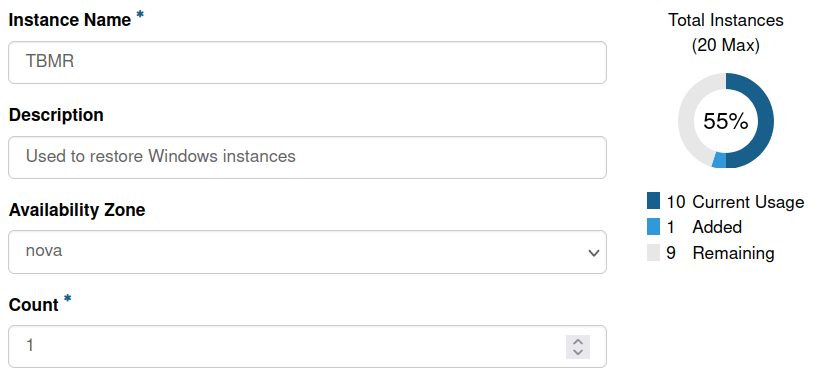 Instance Name *
TBMR
Description
Used to restore Windows instances
Availability Zone
nova
Count *
1
Total Instances
(20 Max)
55%
10 Current Usage
1 Added
9 Remaining